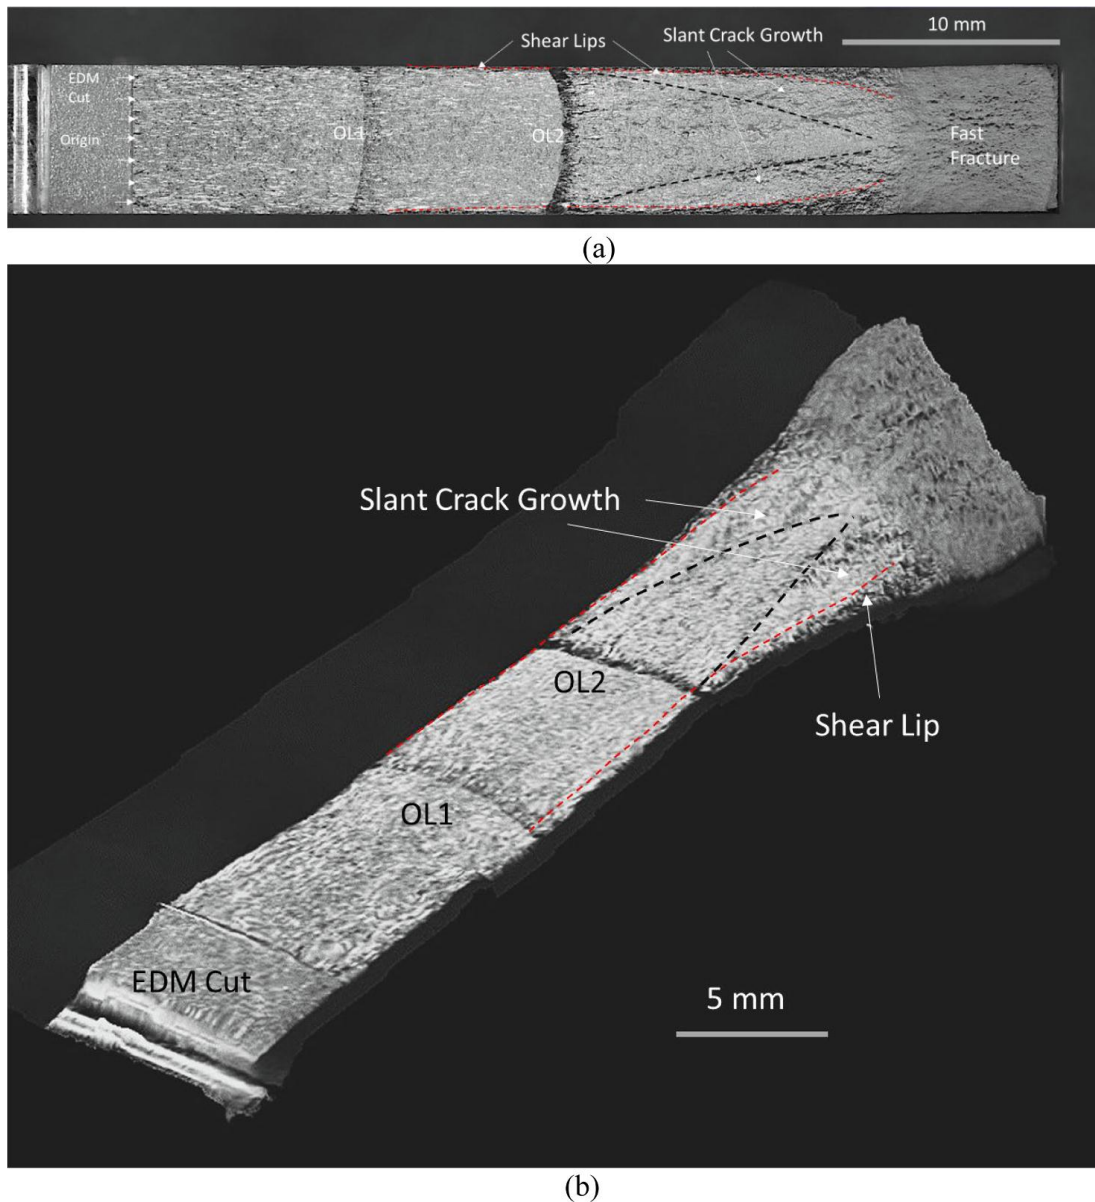 Shear Lips
Slant Crack Growth
10 mm
EDM
Cut
Origin
OL1
OL2
Fast
Fracture
(a)
Slant Crack Growth
OL2
Shear Lip
OL1
EDM Cut
5 mm
(b)